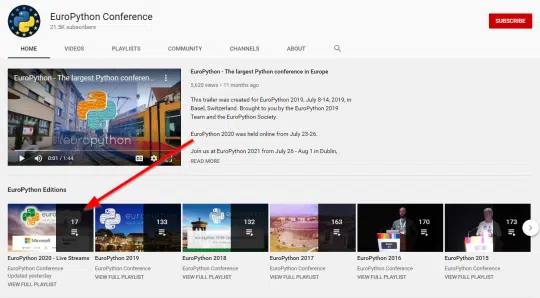 EuroPython Conference
21.5K subscribers
SUBSCRIBE
HOME VIDEOS PLAYLISTS COMMUNITY CHANNELS ABOUT
EuroPython - The largest Python conferen...
europython
0:01 / 1:44
EuroPython - The largest Python conference in Europe
5,620 views • 11 months ago
This trailer was created for EuroPython 2019, July 8-14, 2019, in
Basel, Switzerland. Brought to you by the EuroPython 2019
Team and the EuroPython Society.
EuroPython 2020 was held online from July 23-26.
Join us at EuroPython 2021 from July 26 - Aug 1 in Dublin,
READ MORE
EuroPython Editions
17 133 132 163 170 173
Microsoft
EuroPython 2020 - Live Streams
EuroPython Conference
Updated yesterday
VIEW FULL PLAYLIST
EuroPython 2019
EuroPython Conference
VIEW FULL PLAYLIST
EuroPython 2018
EuroPython Conference
VIEW FULL PLAYLIST
EuroPython 2017
EuroPython Conference
VIEW FULL PLAYLIST
EuroPython 2016
EuroPython Conference
VIEW FULL PLAYLIST
EuroPython 2015
EuroPython Conference
VIEW FULL PLAYLIST